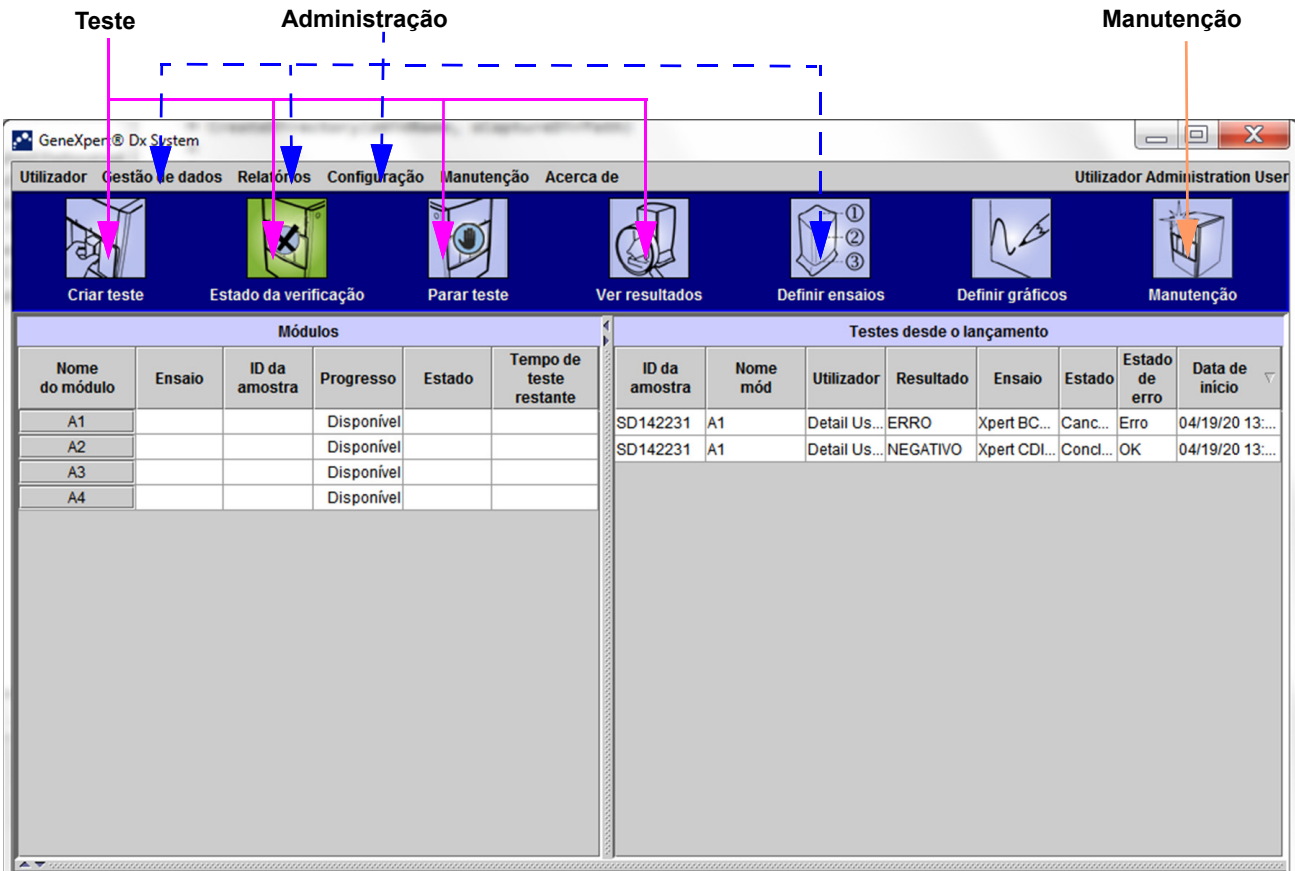 Teste Administração Manutenção
GeneXpert® Dx System
Utilizador Gestão de dados Relatórios Configuração Manutenção Acerca de Utilizador Administration User
Criar teste Estado da verificação Parar teste Ver resultados Definir ensaios Definir gráficos Manutenção
Módulos
Nome do módulo Ensaio ID da amostra Progresso Estado Tempo de teste restante
A1 Disponível
A2 Disponível
A3 Disponível
A4 Disponível
Testes desde o lançamento
ID da amostra Nome mód Utilizador Resultado Ensaio Estado Estado de erro Data de início
SD142231 A1 Detail Us... ERRO Xpert BC... Canc... Erro 04/19/20 13:...
SD142231 A1 Detail Us... NEGATIVO Xpert CDI... Concl... OK 04/19/20 13:...